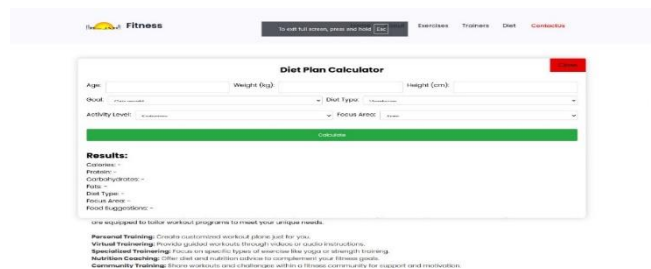 Fitness
To exit full screen, press and hold Esc
Exercises Trainers Diet ContactUs
Diet Plan Calculator
Close
Age: Weight (kg): Height (cm):
Goal: Diet Type:
Activity Level: Focus Area:
Calculate
Results:
Calories: -
Protein: -
Carbohydrates: -
Fats: -
Diet Type: -
Focus Area: -
Food Suggestions: -
are equipped to tailor workout programs to meet your unique needs.
Personal Training: Create customized workout plans just for you.
Virtual Trainering: Provide guided workouts through videos or audio instructions.
Specialized Trainering: Focus on specific types of exercise like yoga or strength training.
Nutrition Coaching: Offer diet and nutrition advice to complement your fitness goals.
Community Training: Share workouts and challenges within a fitness community for support and motivation.